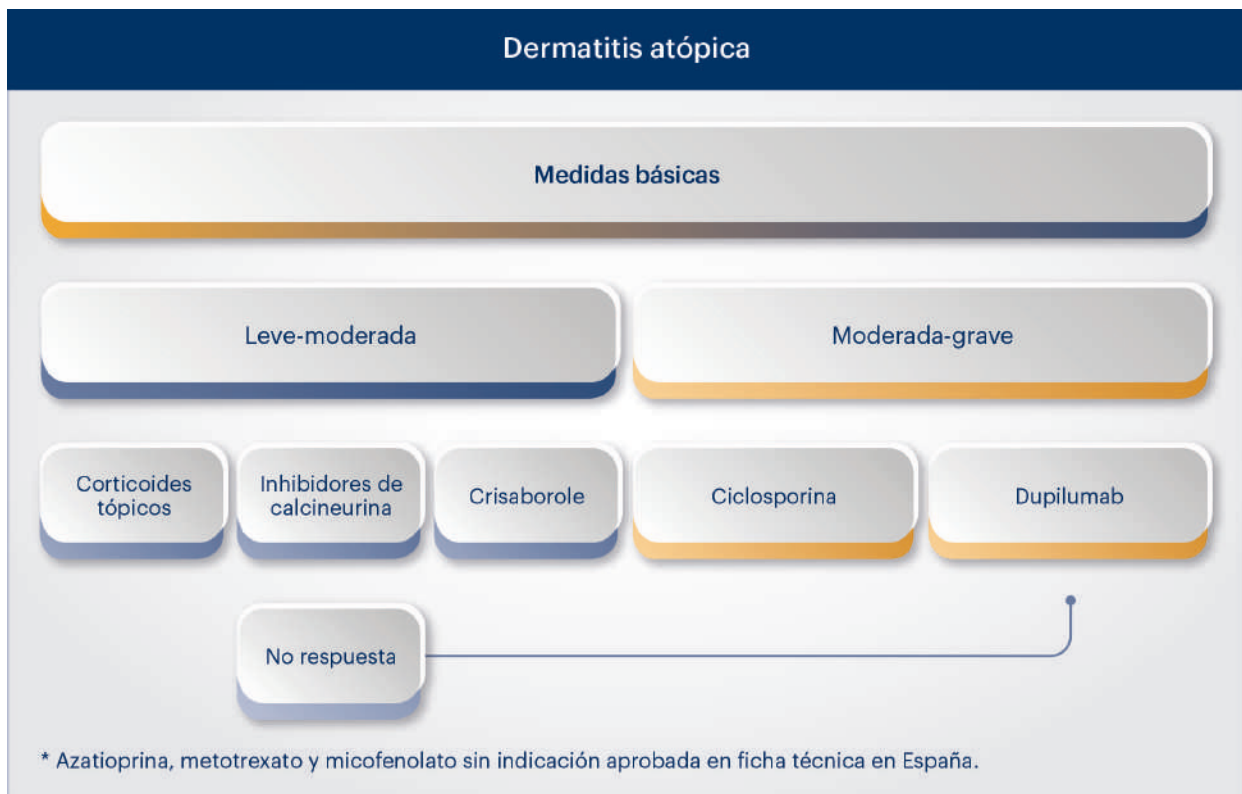 Dermatitis atópica
Medidas básicas
Leve-moderada
Moderada-grave
Corticoides
tópicos
Inhibidores de
calcineurina
Crisaborole
Ciclosporina
Dupilumab
No respuesta
* Azatioprina, metotrexato y micofenolato sin indicación aprobada en ficha técnica en España.